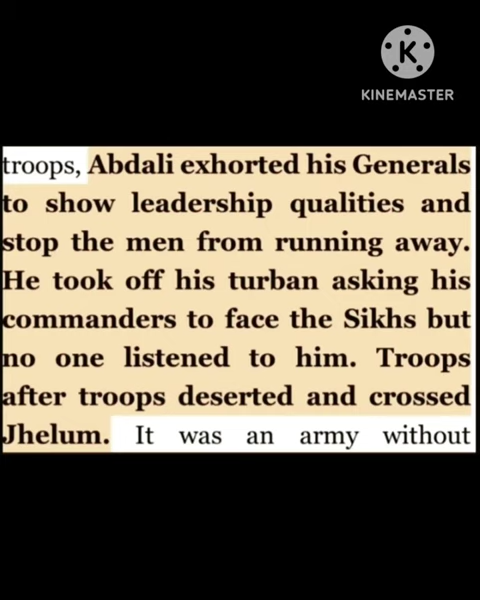 K
KINEMASTER
troops, Abdali exhorted his Generals
to show leadership qualities and
stop the men from running away.
He took off his turban asking his
commanders to face the Sikhs but
no one listened to him. Troops
after troops deserted and crossed
Jhelum. It was an army without